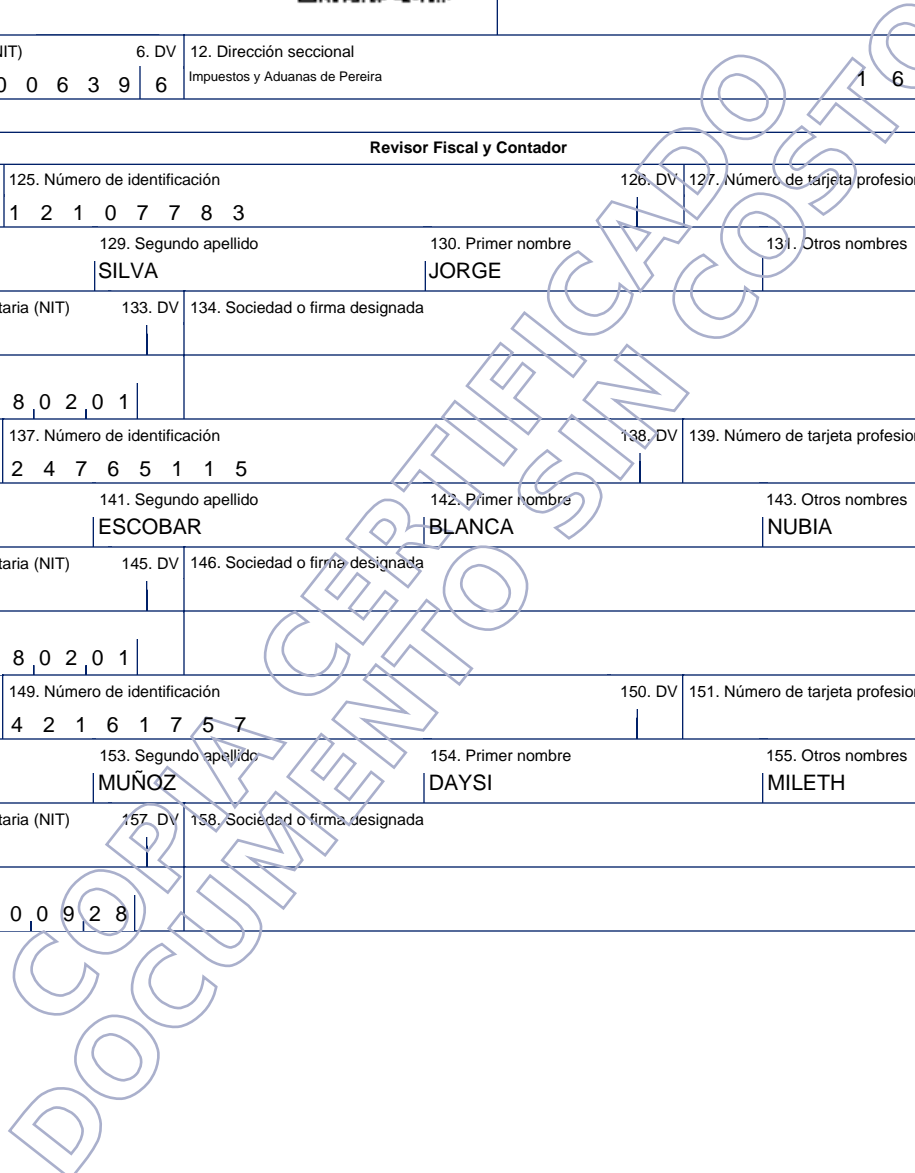 IIT) 6. DV 12. Dirección seccional
0 0 6 3 9 6 Impuestos y Aduanas de Pereira 1 6
Revisor Fiscal y Contador
125. Número de identificación 126. DV 127. Número de tarjeta profesion
1 2 1 0 7 7 8 3
129. Segundo apellido 130. Primer nombre 131. Otros nombres
SILVA JORGE
taria (NIT) 133. DV 134. Sociedad o firma designada
8 0 2 0 1
137. Número de identificación 138. DV 139. Número de tarjeta profesion
2 4 7 6 5 1 1 5
141. Segundo apellido 142. Primer nombre 143. Otros nombres
ESCOBAR BLANCA NUBIA
taria (NIT) 145. DV 146. Sociedad o firma designada
8 0 2 0 1
149. Número de identificación 150. DV 151. Número de tarjeta profesion
4 2 1 6 1 7 5 7
153. Segundo apellido 154. Primer nombre 155. Otros nombres
MUÑOZ DAYSI MILETH
taria (NIT) 157. DV 158. Sociedad o firma designada
0 0 9 2 8
COPIA CERTIFICADO
DOCUMENTO SIN COSTO